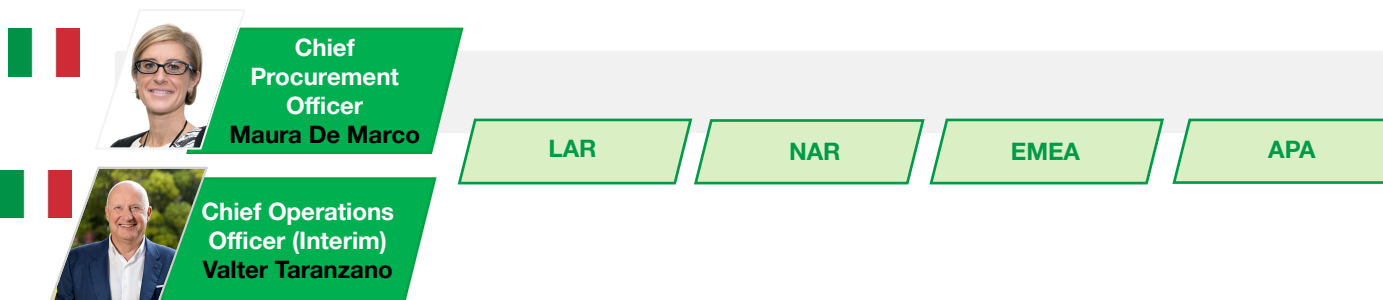 Chief
Procurement
Officer
Maura De Marco
LAR
NAR
EMEA
APA
Chief Operations
Officer (Interim)
Valter Taranzano